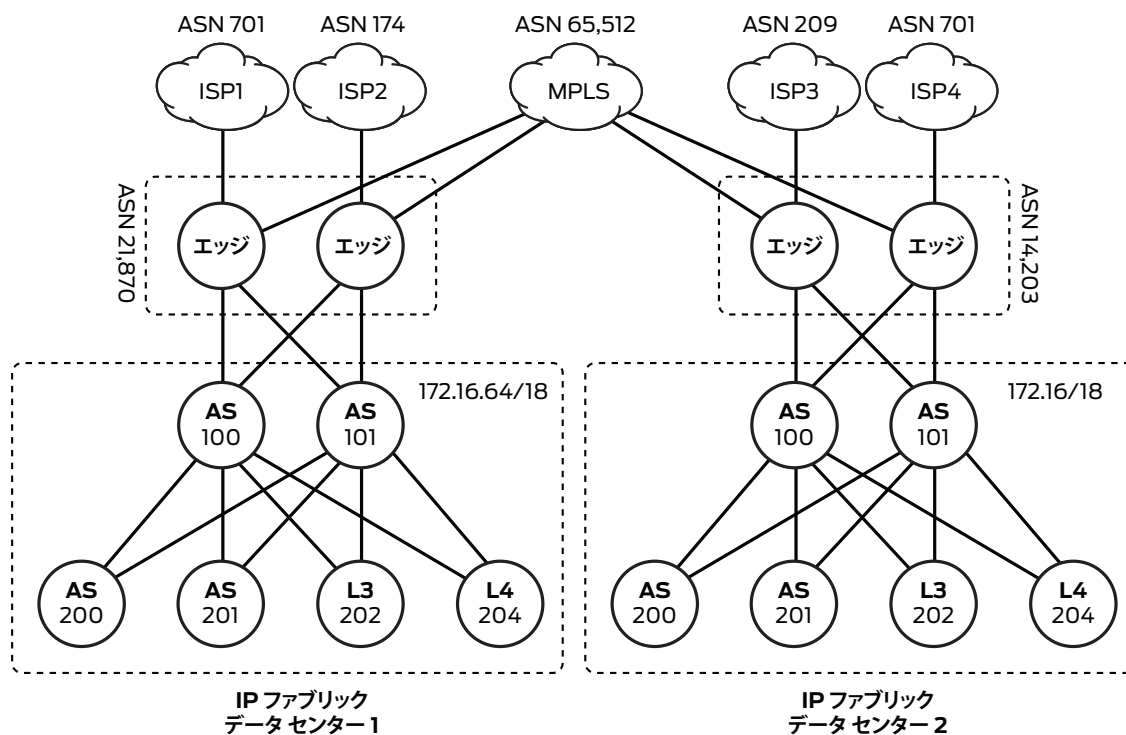 ASN 701
ASN 174
ASN 65,512
ASN 209
ASN 701
ISP1
ISP2
MPLS
ISP3
ISP4
ASN 21,870
エッジ
エッジ
エッジ
エッジ
ASN 14,203
172.16.64/18
172.16/18
AS
100
AS
101
AS
100
AS
101
AS
200
AS
201
L3
202
L4
204
AS
200
AS
201
L3
202
L4
204
IP ファブリック
データ センター 1
IP ファブリック
データ センター 2